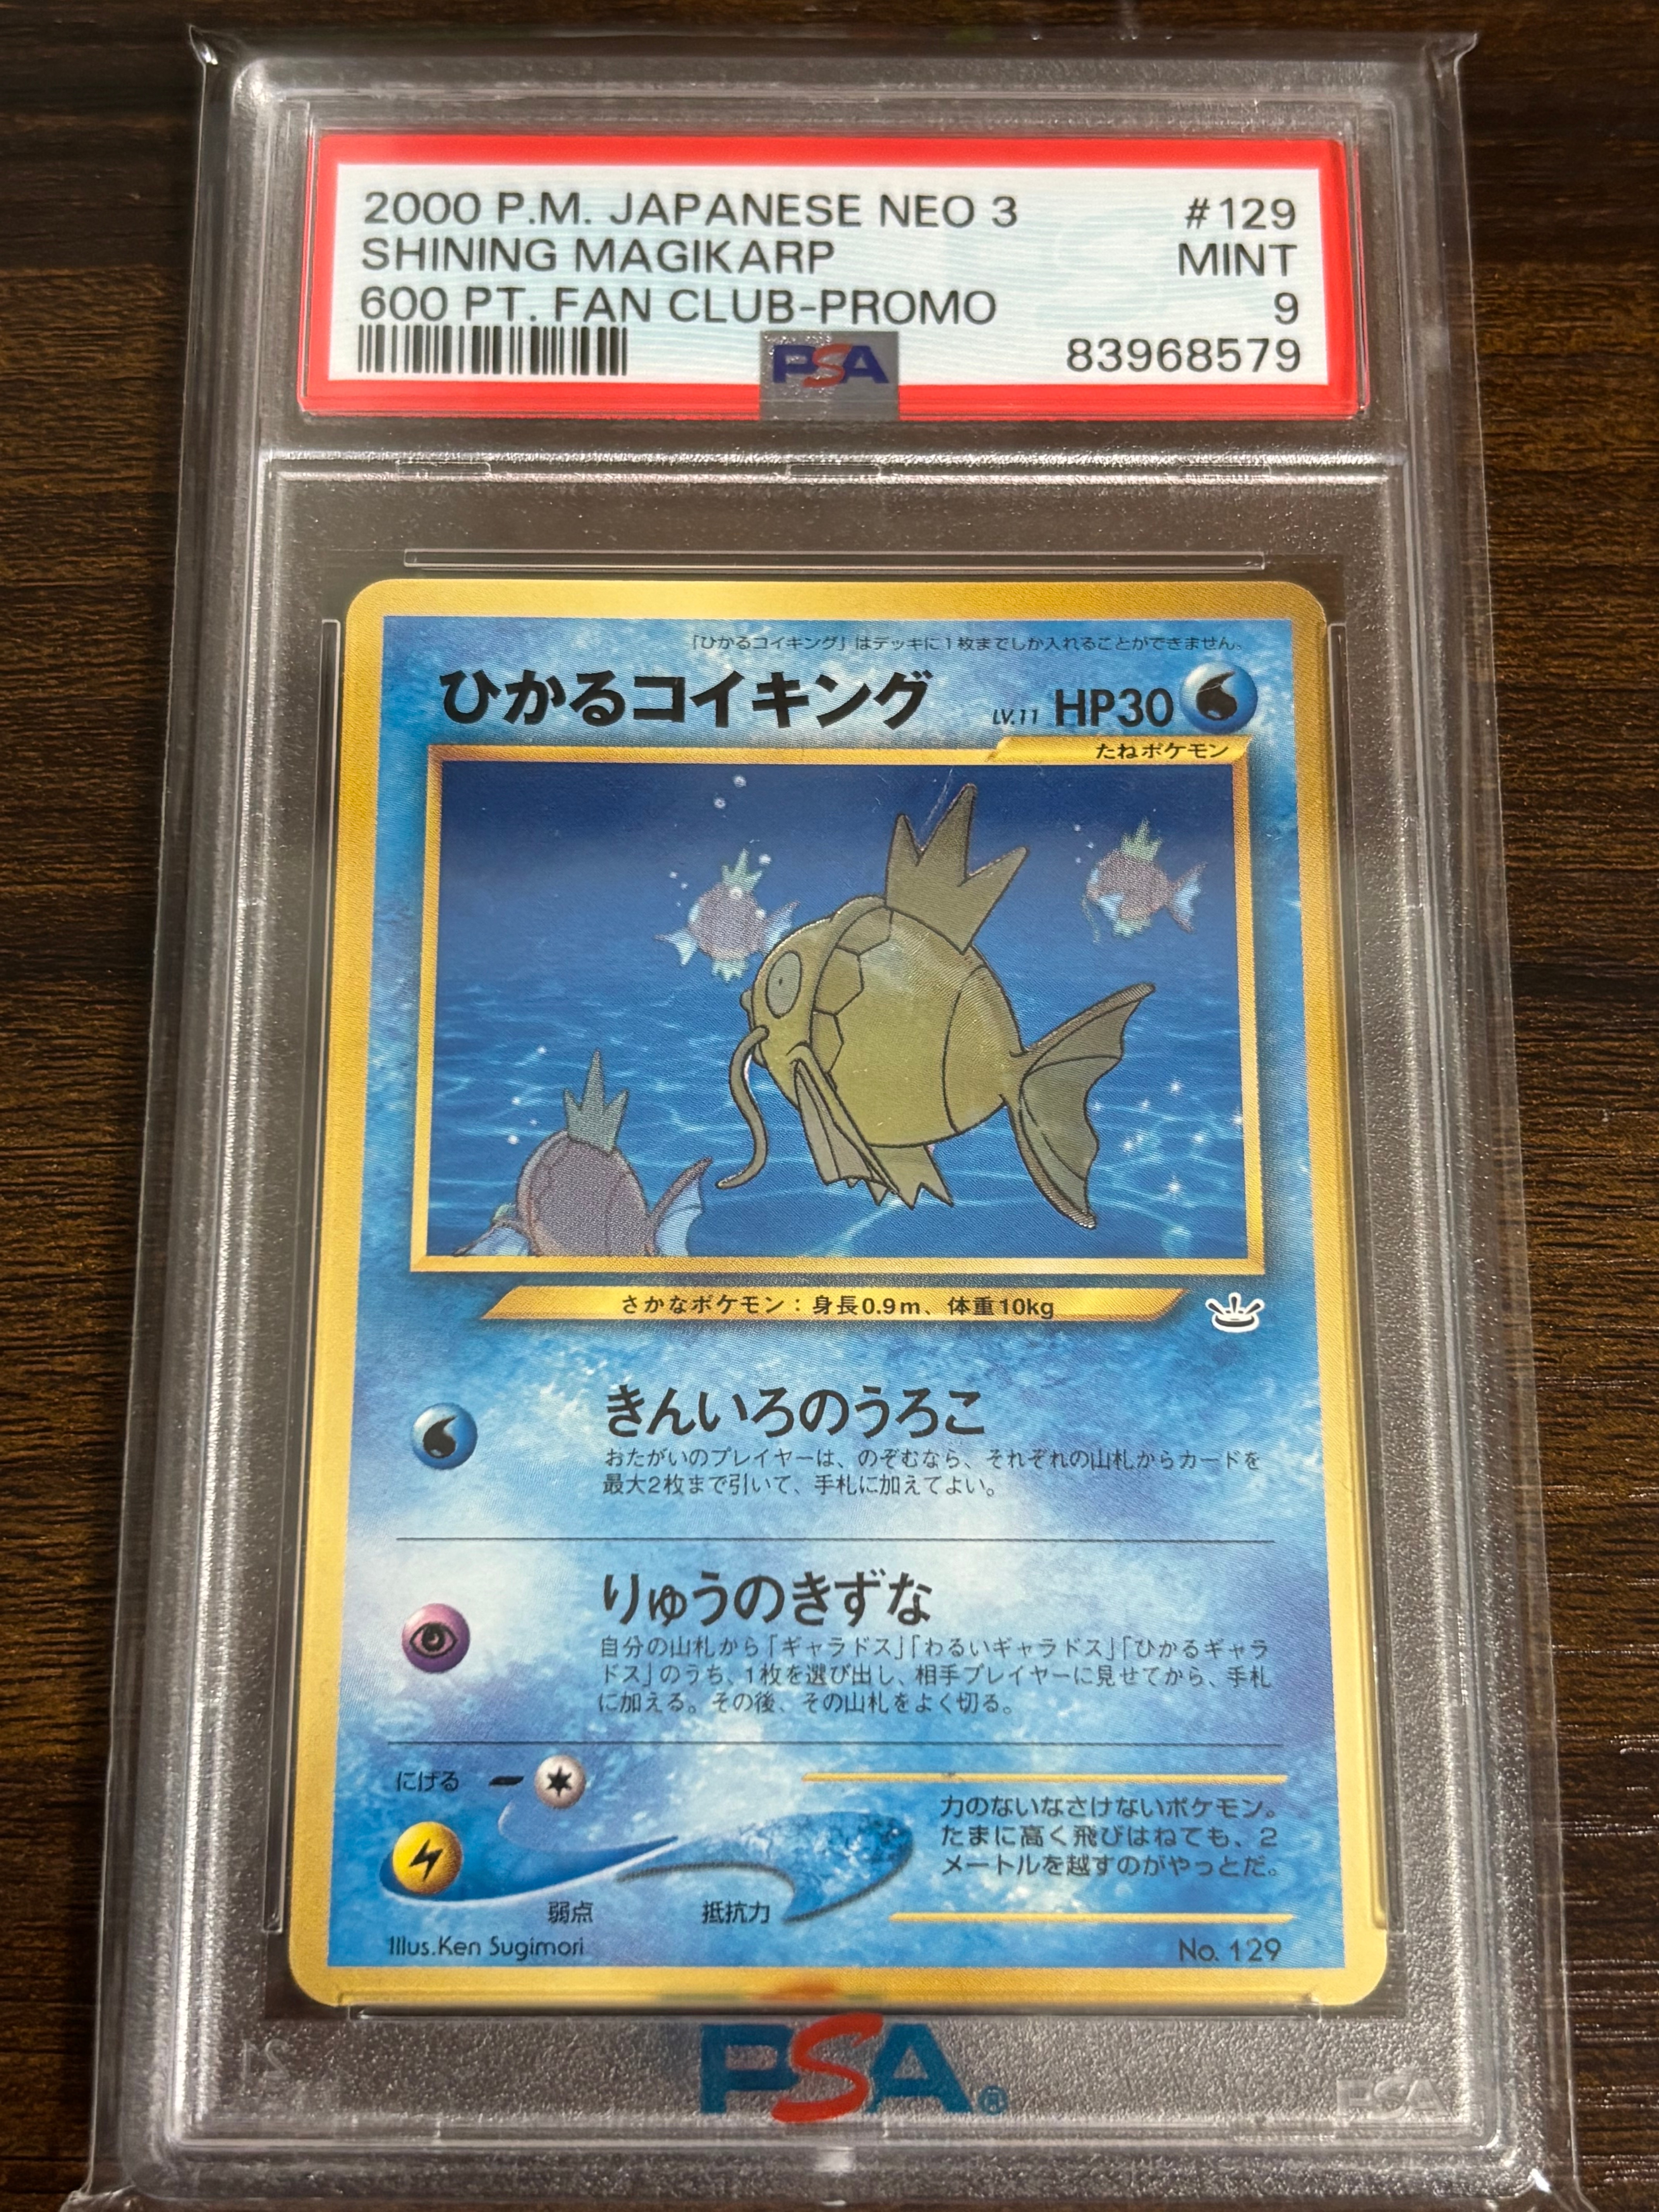 2000 P.M. JAPANESE NEO 3 #129
SHINING MAGIKARP MINT
600 PT. FAN CLUB-PROMO 9
PSA 83968579
「ひかるコイキング」はデッキに1枚までしか入れることができません。
ひかるコイキング LV.11 HP30
たねポケモン
さかなポケモン:身長0.9m、体重10kg
きんいろのうろこ
おたがいのプレイヤーは、のぞむなら、それぞれの山札からカードを
最大2枚まで引いて、手札に加えてよい。
りゅうのきずな
自分の山札から「ギャラドス」「わるいギャラドス」「ひかるギャラ
ドス」のうち、1枚を選び出し、相手プレイヤーに見せてから、手札
に加える。その後、その山札をよく切る。
にげる
力のないなさけないポケモン。
たまに高く飛びはねても、2
メートルを越すのがやっとだ。
弱点 抵抗力
Illus.Ken Sugimori No. 129
PSA®
PSA